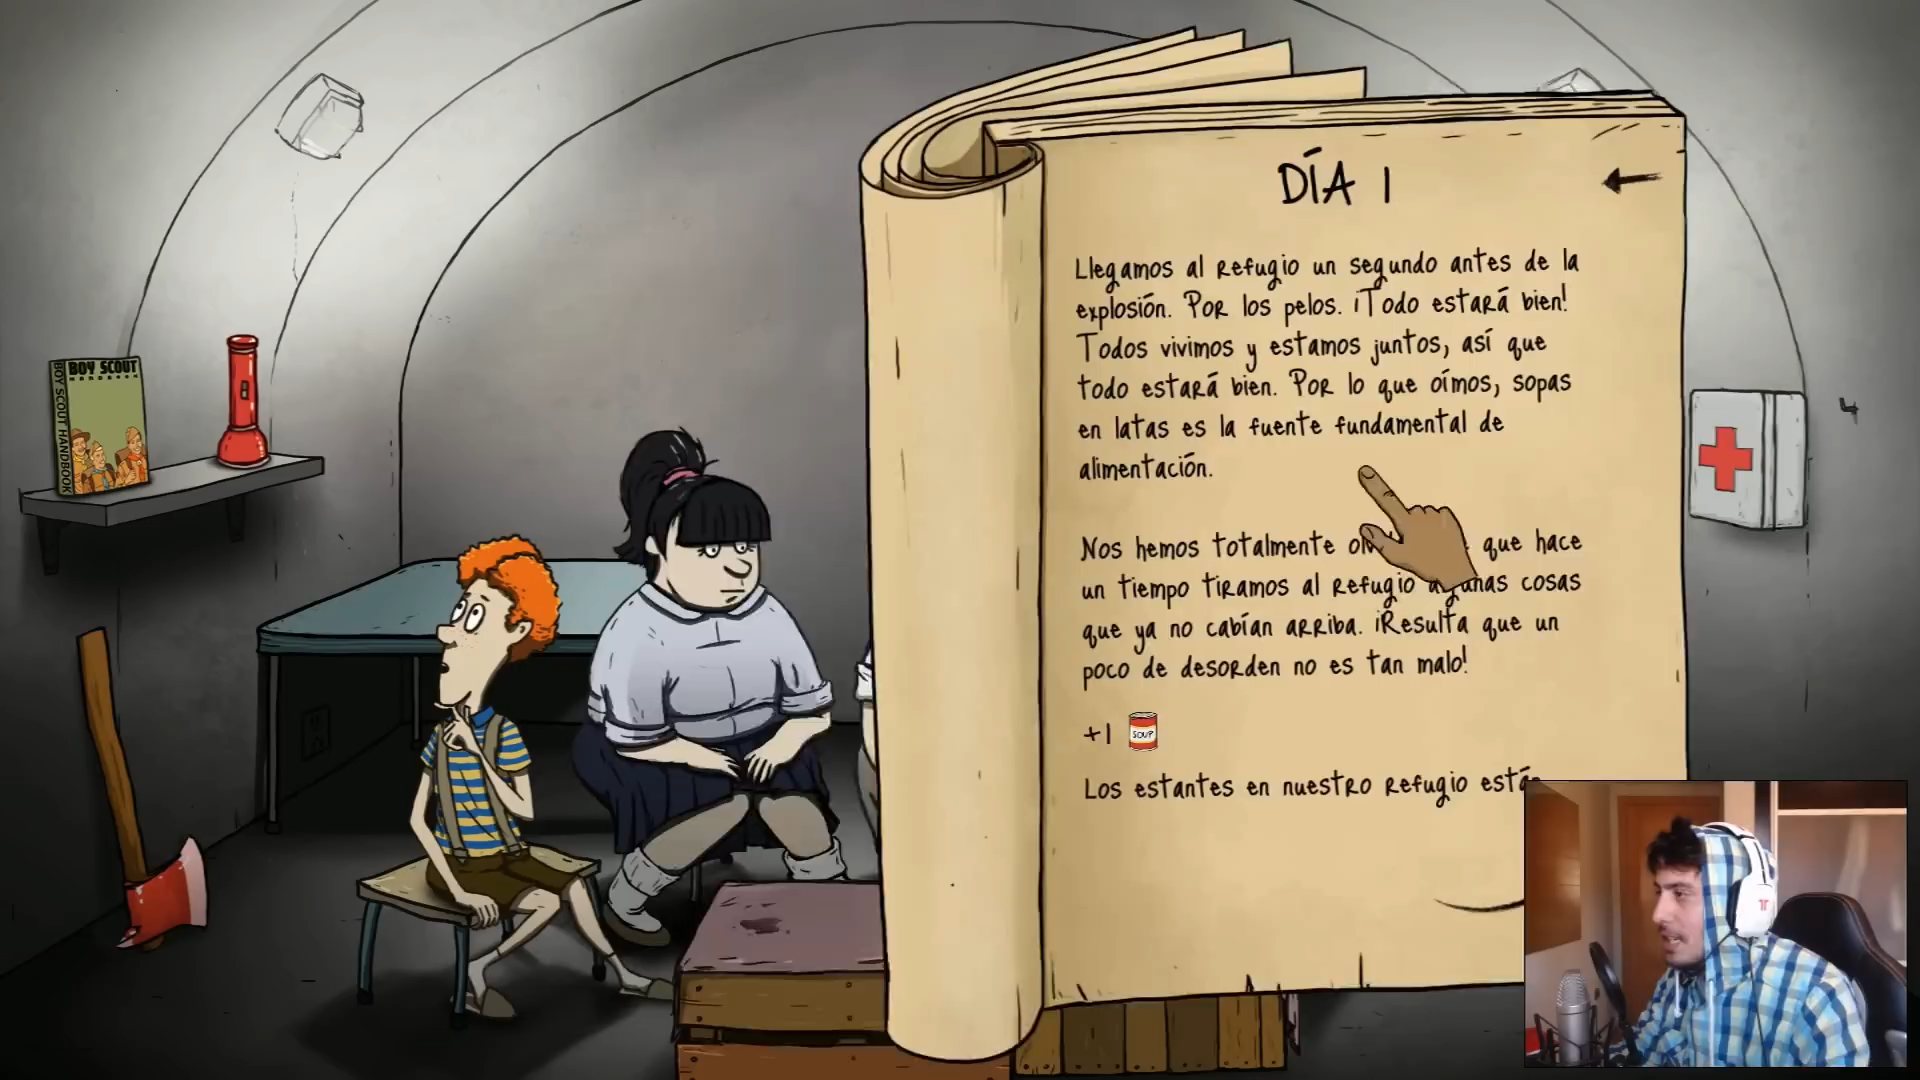 DÍA 1
Llegamos al refugio un segundo antes de la
explosión. Por los pelos. ¡Todo estará bien!
Todos vivimos y estamos juntos, así que
todo estará bien. Por lo que oímos, sopas
en latas es la fuente fundamental de
alimentación.
Nos hemos totalmente que hace
un tiempo tiramos al refugio cosas
que ya no cabían arriba. ¡Resulta que un
poco de desorden no es tan malo!
+1 SOUP
Los estantes en nuestro refugio
BOY SCOUT
HANDBOOK
BOY SCOUT HANDBOOK